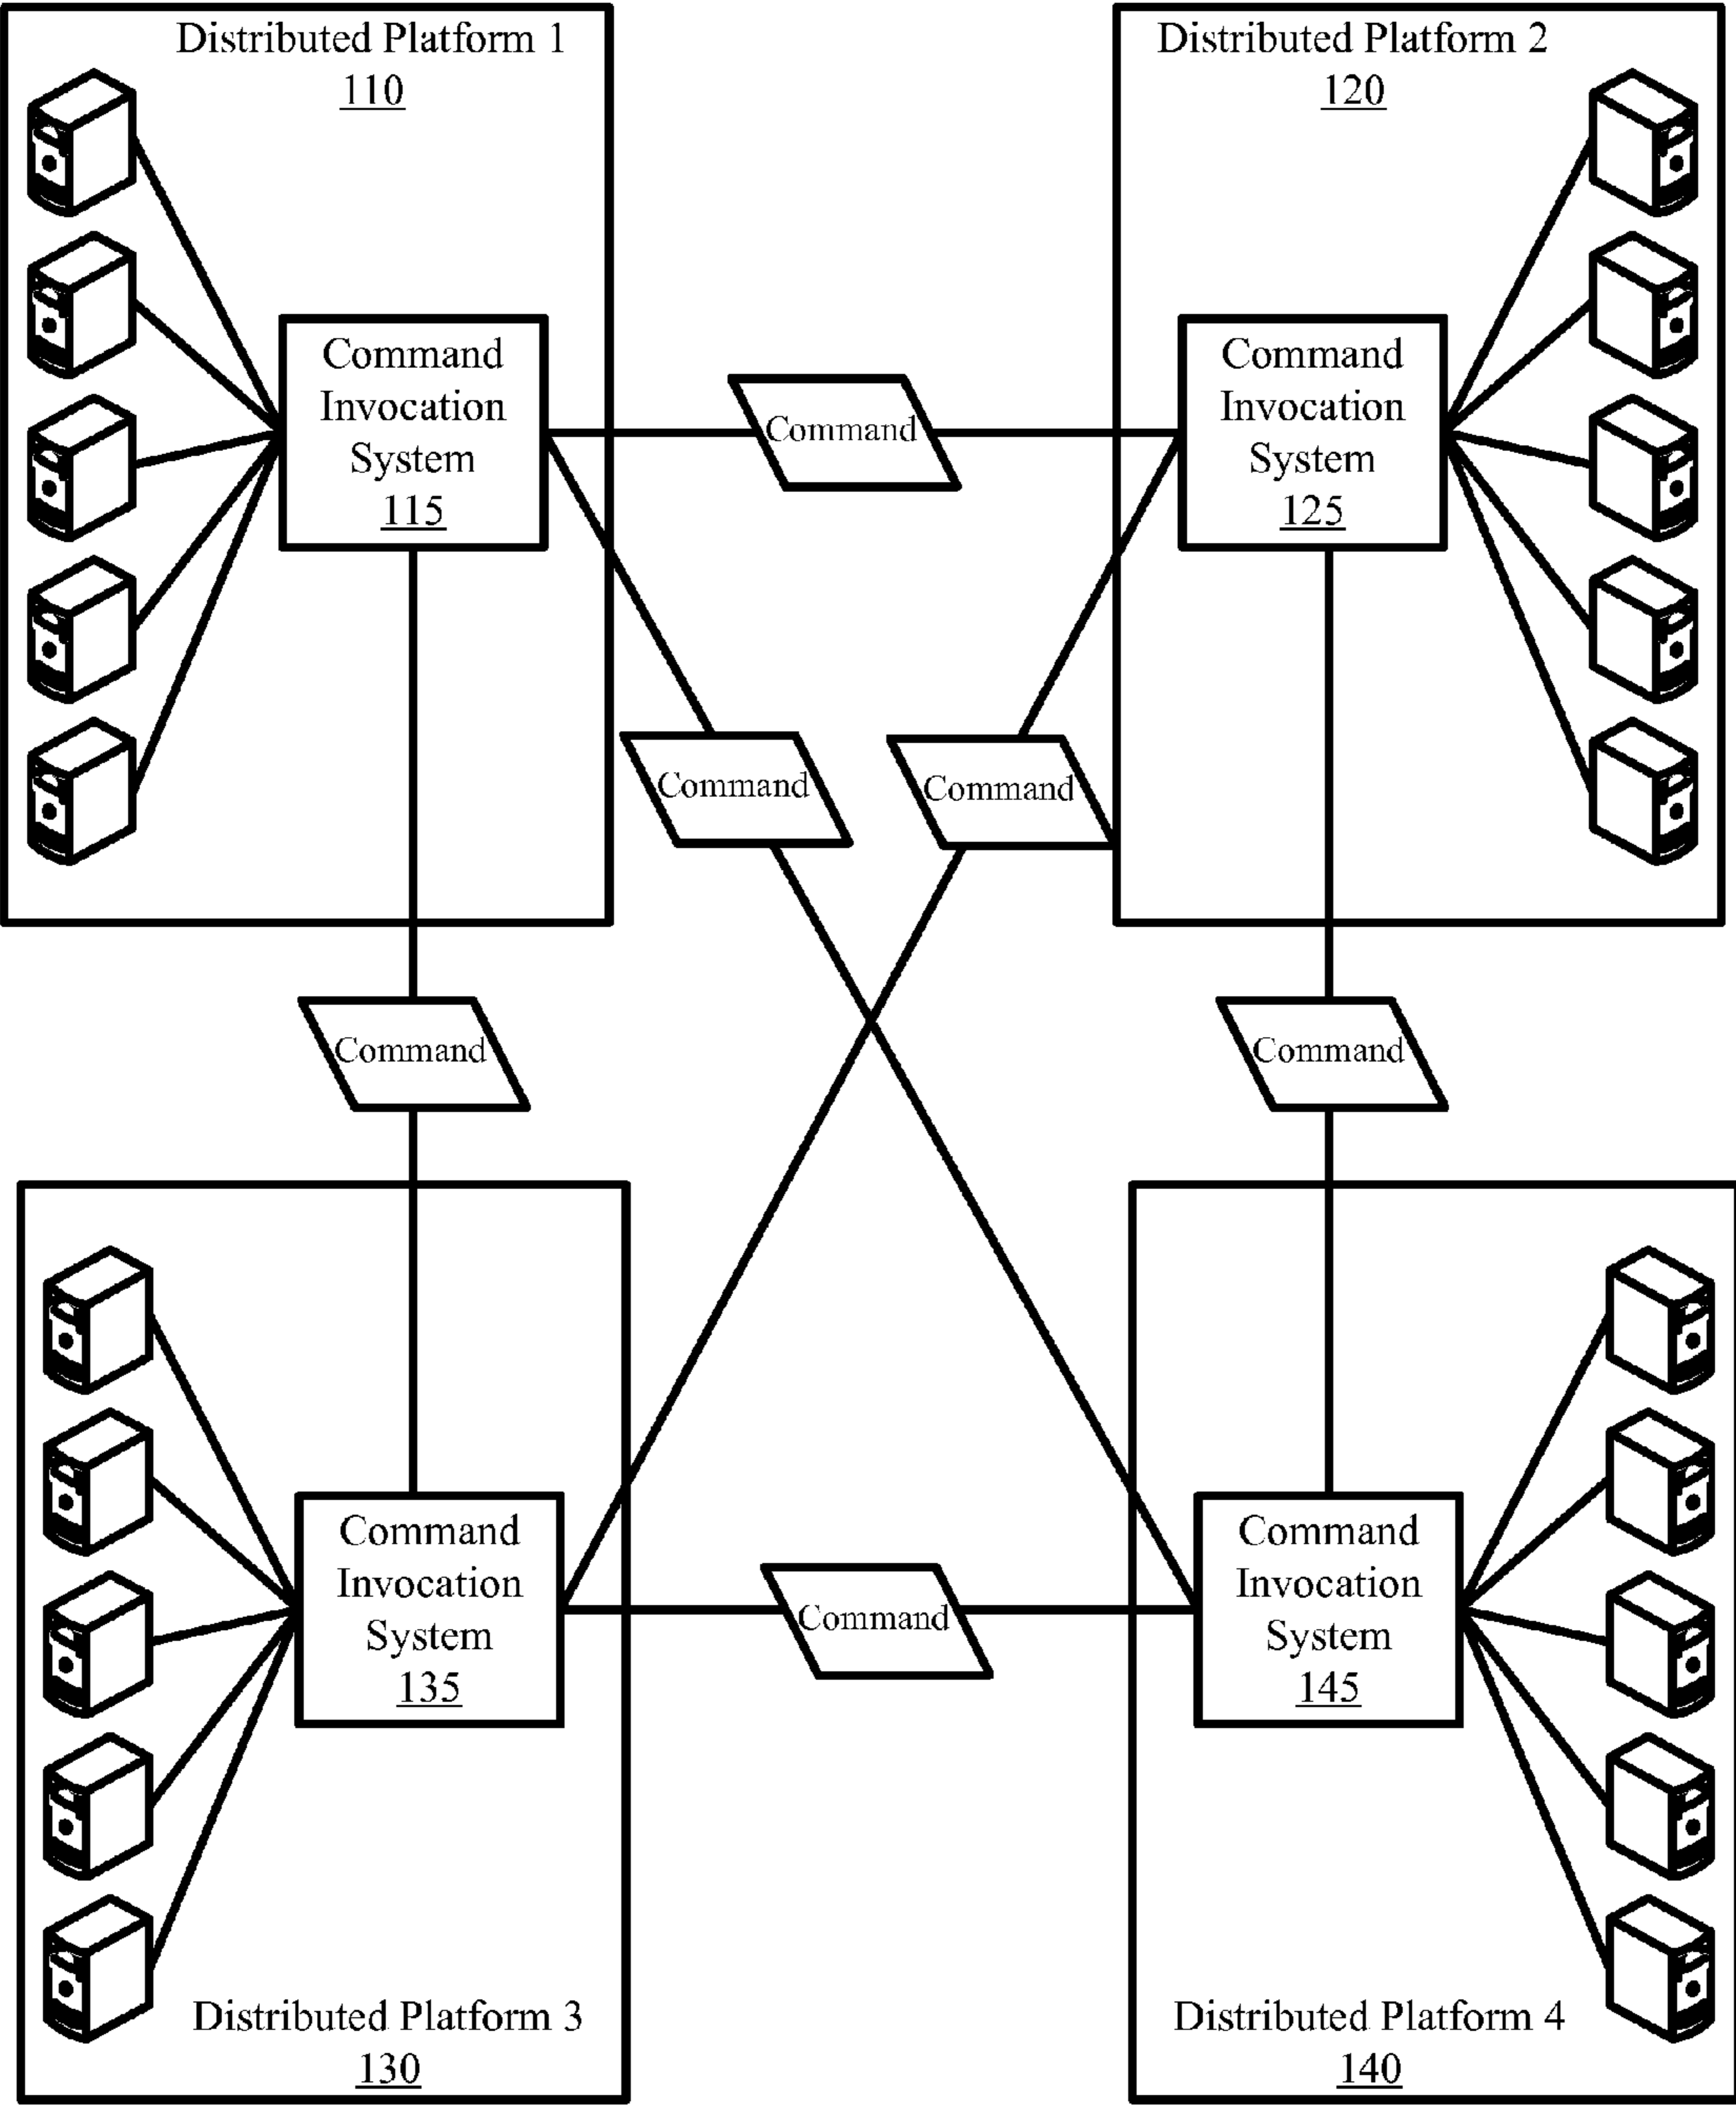 Distributed Platform 1
110
Distributed Platform 2
120
Command
Invocation
System
115
Command
Command
Invocation
System
125
Command
Command
Command
Command
Command
Invocation
System
135
Command
Command
Invocation
System
145
Distributed Platform 3
130
Distributed Platform 4
140